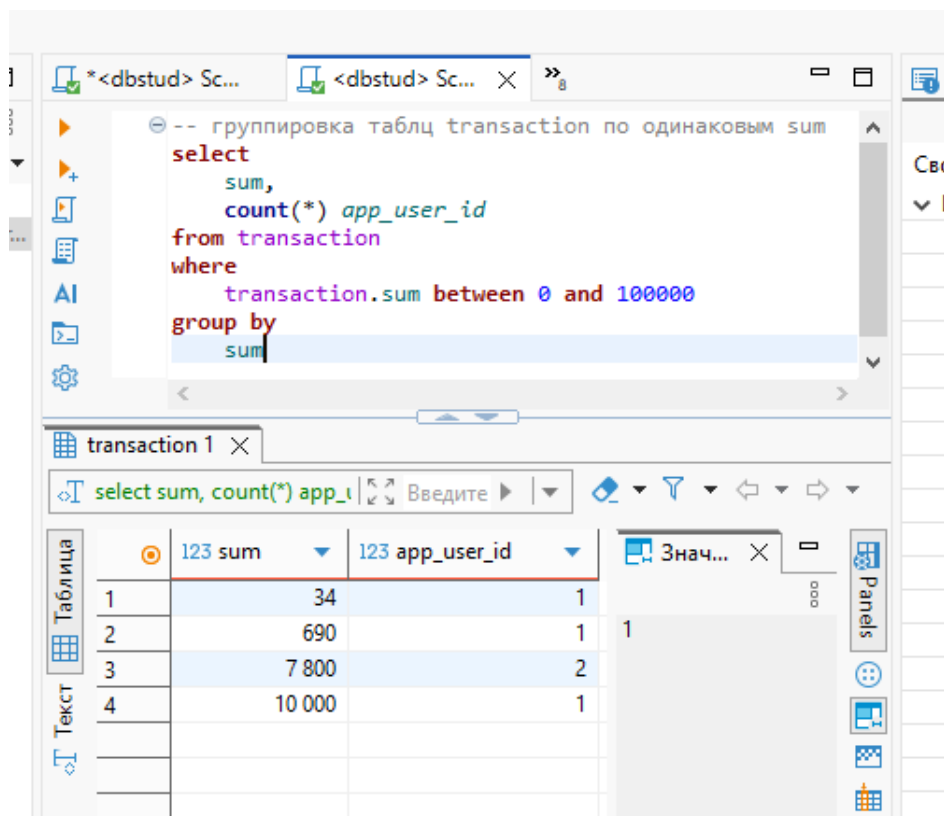 *<dbstud> Sc...
<dbstud> Sc...
»8
-- группировка таблц transaction по одинаковым sum
select
sum,
count(*) app_user_id
from transaction
where
transaction.sum between 0 and 100000
group by
sum
AI
Сво
transaction 1
select sum, count(*) app_u
Введите
Таблица
Текст
123 sum
123 app_user_id
1 34 1
2 690 1
3 7 800 2
4 10 000 1
Знач...
1
Panels